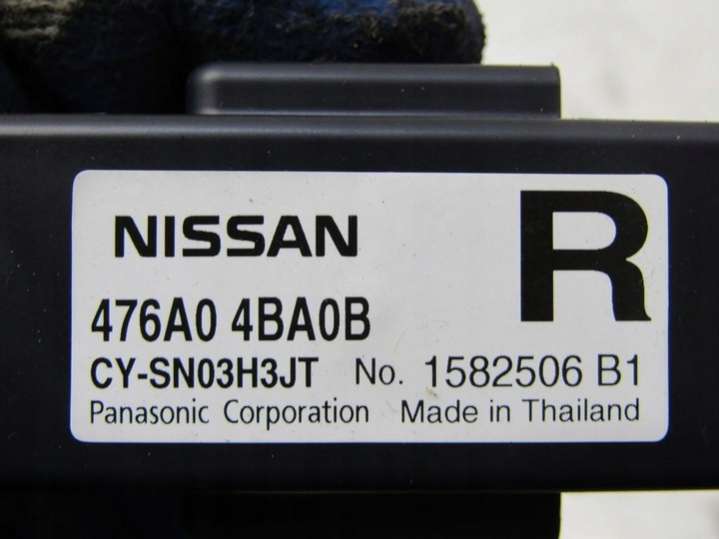 NISSAN R
476A0 4BA0B
CY-SN03H3JT No. 1582506 B1
Panasonic Corporation Made in Thailand